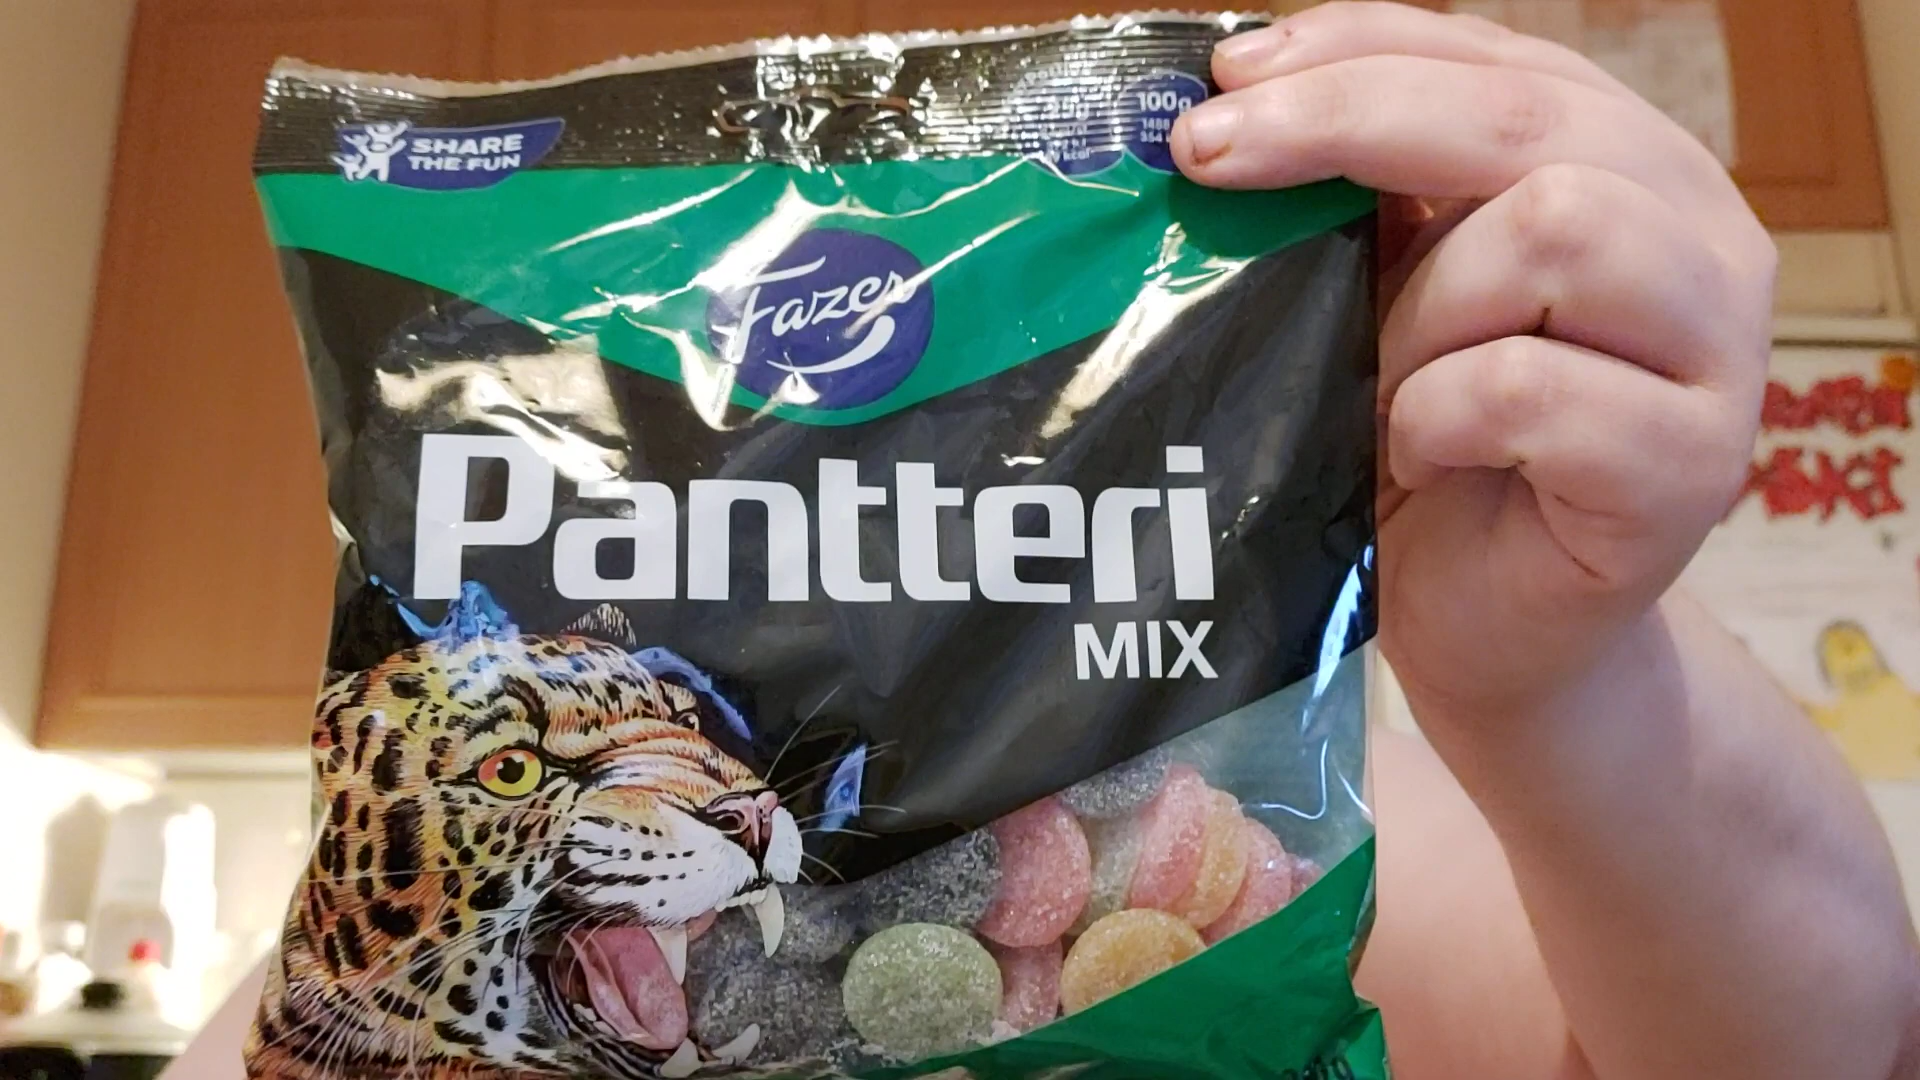 SHARE
THE FUN
100g
Fazer
Pantteri
MIX